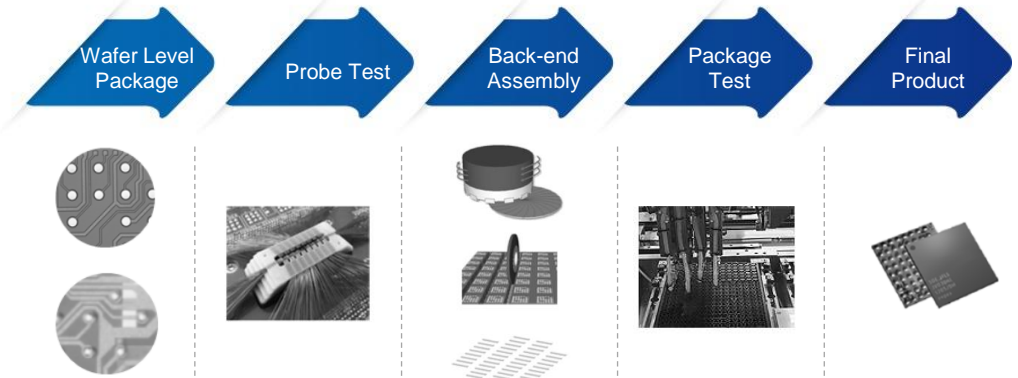 Wafer Level
Package
Probe Test
Back-end
Assembly
Package
Test
Final
Product